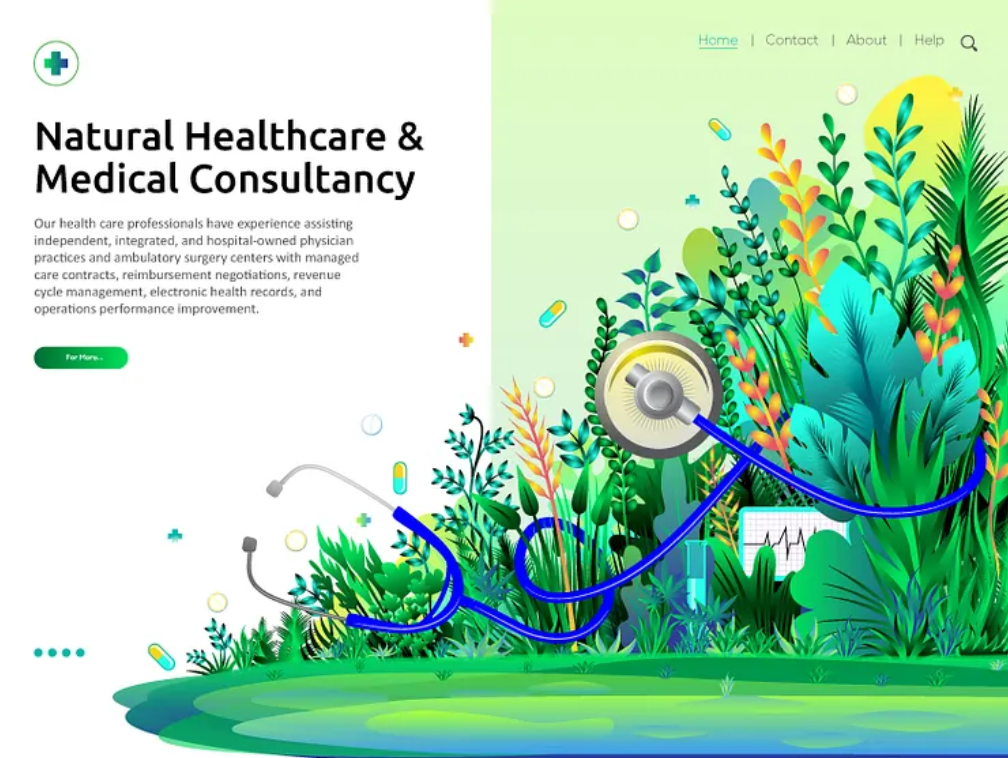 Home | Contact | About | Help
Natural Healthcare &
Medical Consultancy
Our health care professionals have experience assisting
independent, integrated, and hospital-owned physician
practices and ambulatory surgery centers with managed
care contracts, reimbursement negotiations, revenue
cycle management, electronic health records, and
operations performance improvement.
For More...